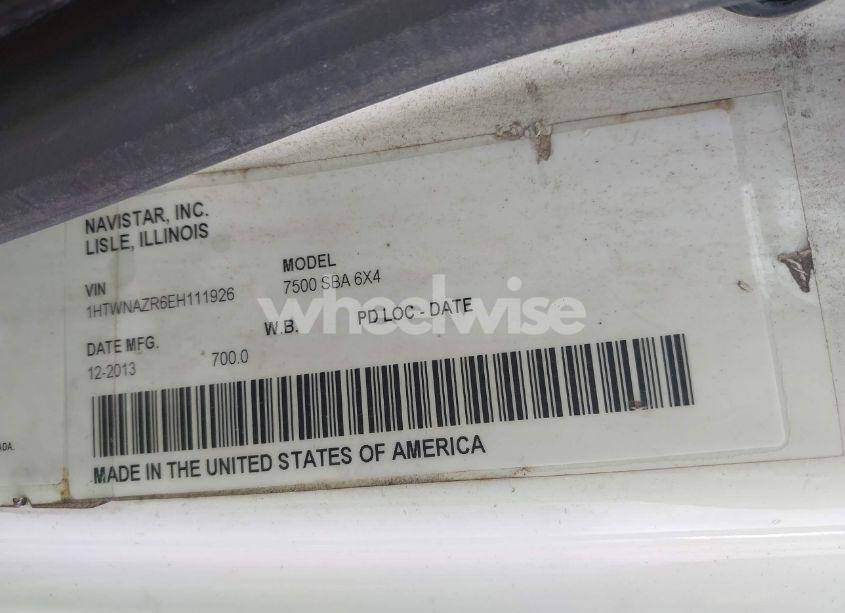 NAVISTAR, INC.
LISLE, ILLINOIS
VIN
1HTWNAZR6EH111926
MODEL
7500 SBA 6X4
DATE MFG.
12-2013
700.0
W.B.
PD LOC - DATE
MADE IN THE UNITED STATES OF AMERICA
wheelwise